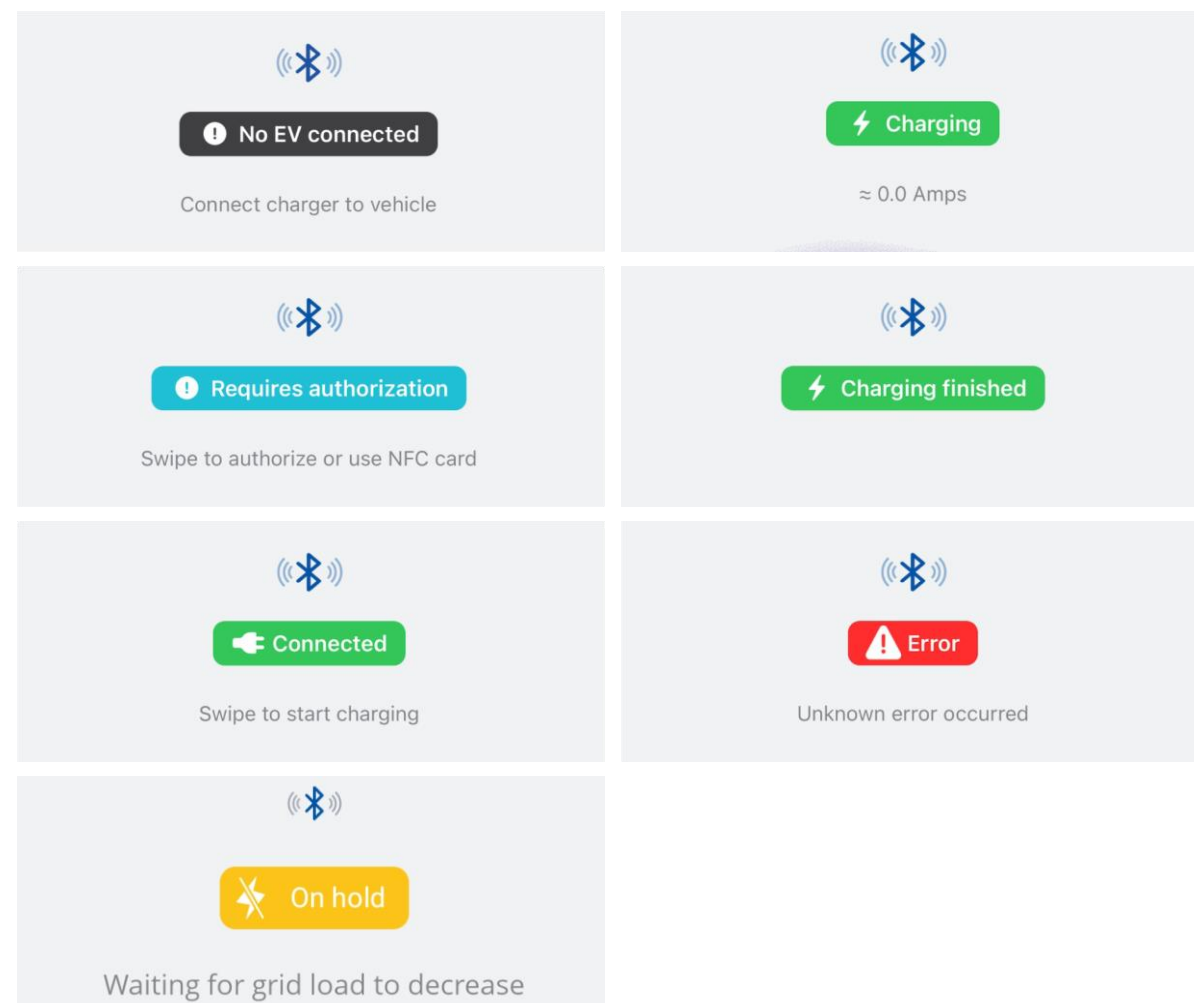 No EV connected
Connect charger to vehicle
Charging
≈ 0.0 Amps
Requires authorization
Swipe to authorize or use NFC card
Charging finished
Connected
Swipe to start charging
Error
Unknown error occurred
On hold
Waiting for grid load to decrease